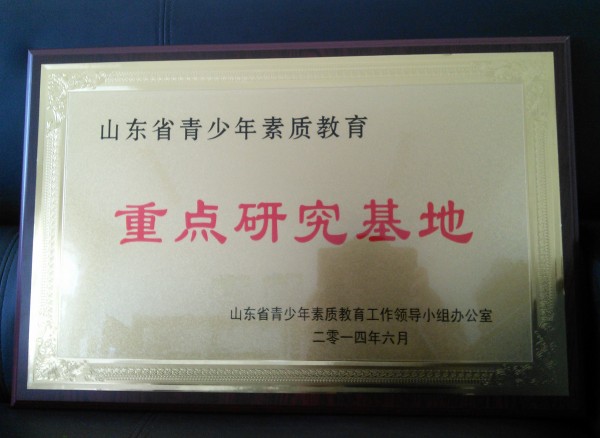 山东省青少年素质教育
重点研究基地
山东省青少年素质教育工作领导小组办公室
二零一四年六月